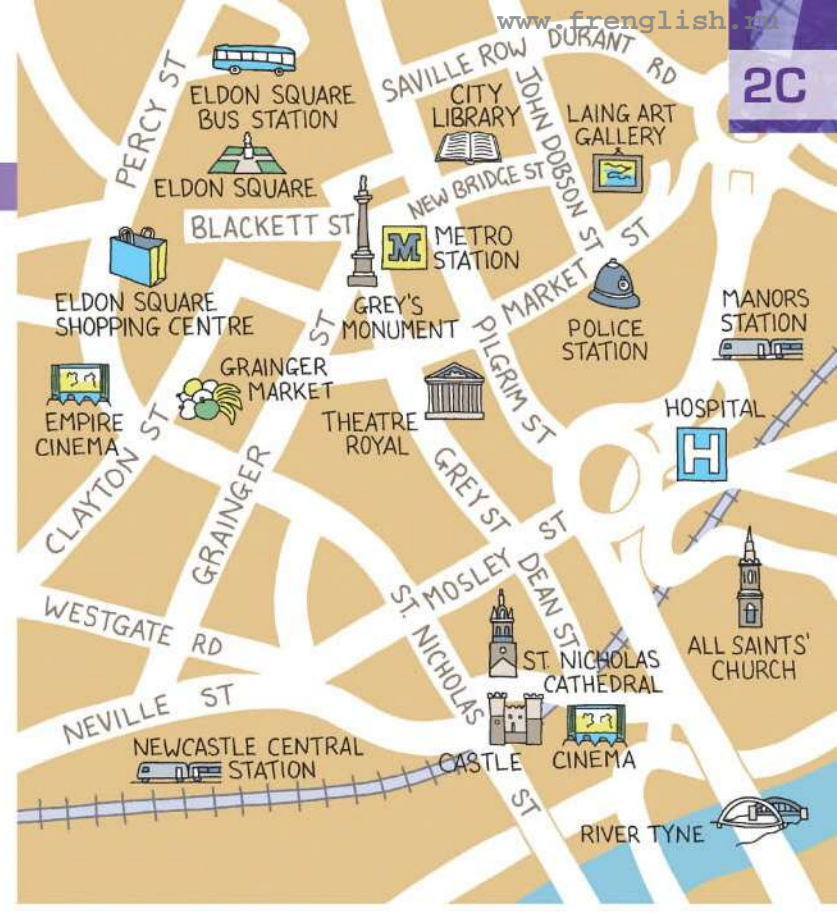 www.frenglish.ru
2C
DURANT RD
SAVILLE ROW
PERCY ST
ELDON SQUARE
BUS STATION
CITY
LIBRARY
JOHN DOBSON ST
LAING ART
GALLERY
ELDON SQUARE
NEW BRIDGE ST
BLACKETT ST
M
METRO
STATION
MARKET ST
ELDON SQUARE
SHOPPING CENTRE
GREY'S
MONUMENT
PILGRIM ST
POLICE
STATION
MANORS
STATION
GRAINGER
MARKET
EMPIRE
CINEMA
CLAYTON ST
THEATRE
ROYAL
HOSPITAL
H
GRAINGER ST
GREY ST
MOSLEY ST
DEAN ST
WESTGATE RD
ST. NICHOLAS ST
ST. NICHOLAS
CATHEDRAL
ALL SAINTS'
CHURCH
NEVILLE ST
NEWCASTLE CENTRAL
STATION
CASTLE
CINEMA
RIVER TYNE